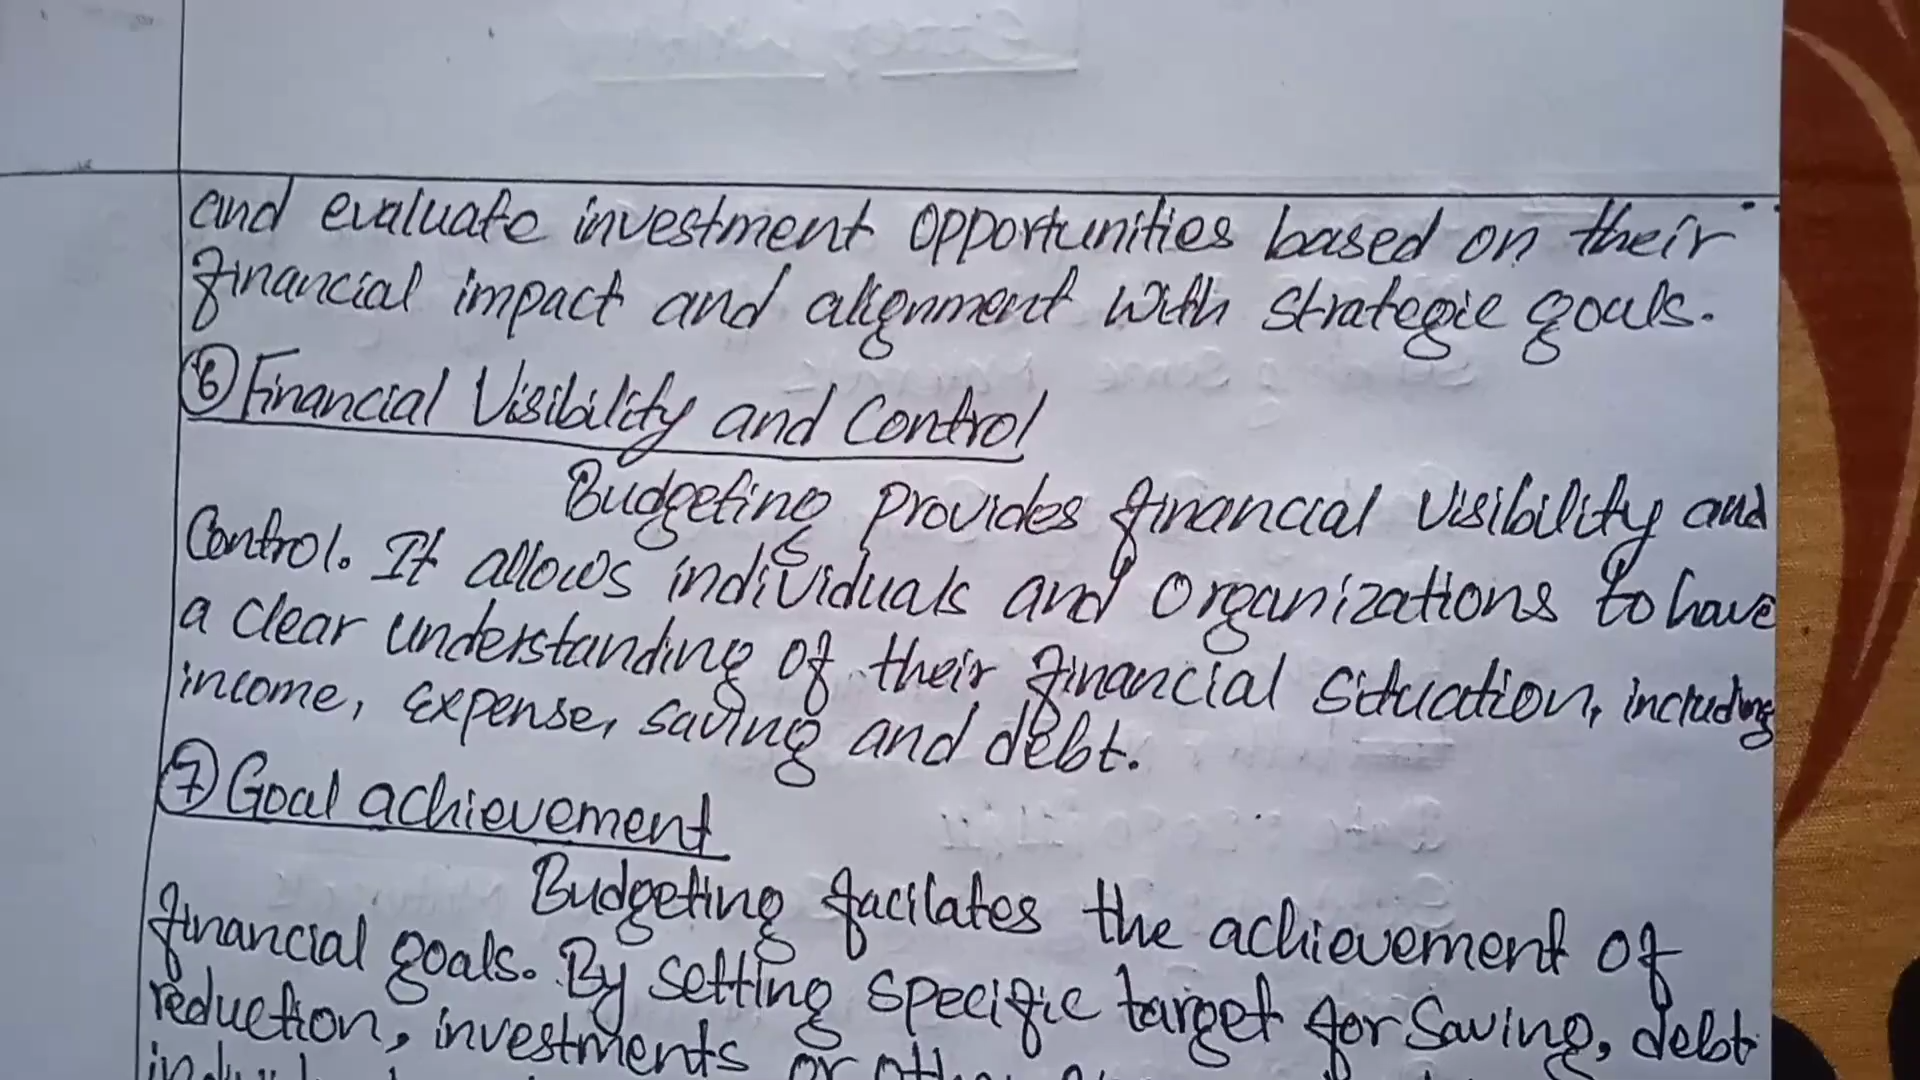 and evaluate investment opportunities based on their
financial impact and alignment with strategic goals.
⑥ Financial Visibility and Control
Budgeting provides financial visibility and
Control. It allows individuals and organizations to have
a clear understanding of their financial situation, including
income, expense, saving and debt.
⑦ Goal achievement
Budgeting facilates the achievement of
financial goals. By setting specific target for saving, debt
reduction, investments or